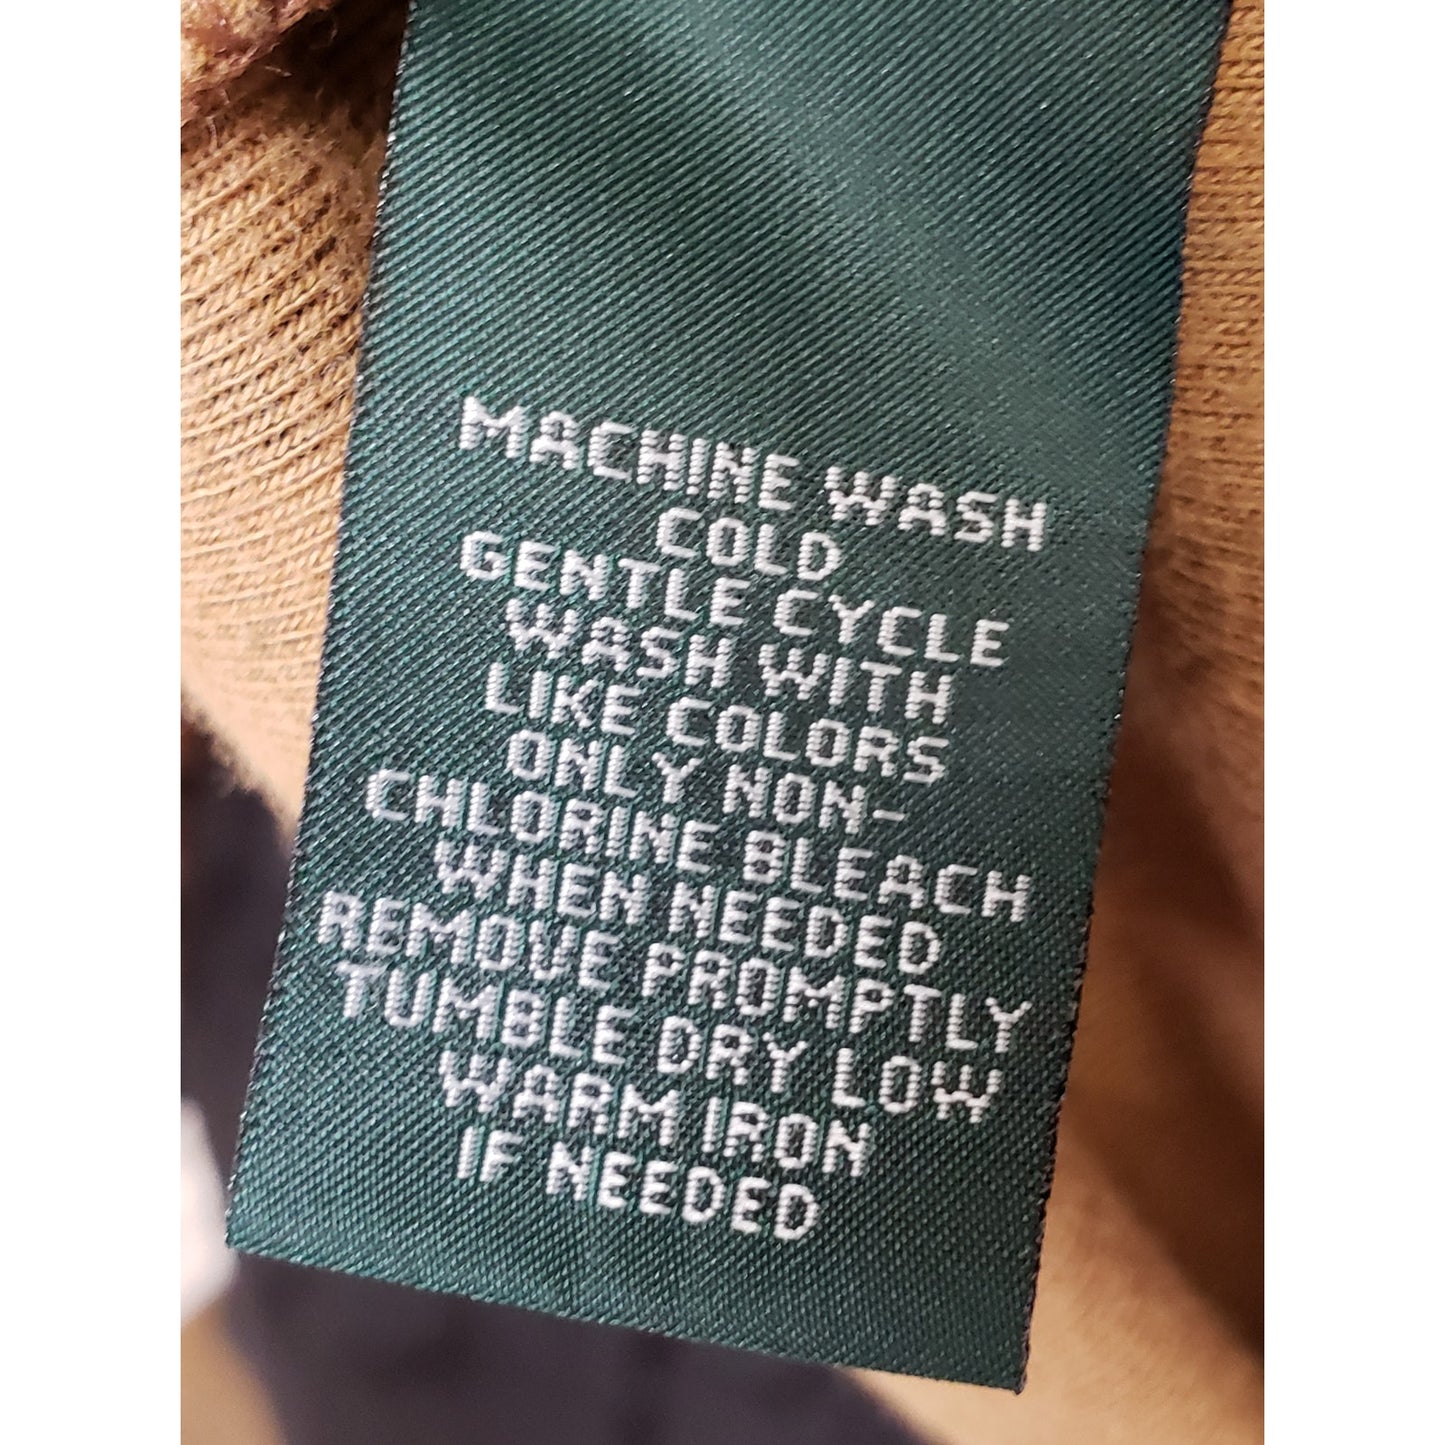 MACHINE WASH
COLD
GENTLE CYCLE
WASH WITH
LIKE COLORS
ONLY NON-
CHLORINE BLEACH
WHEN NEEDED
REMOVE PROMPTLY
TUMBLE DRY LOW
WARM IRON
IF NEEDED